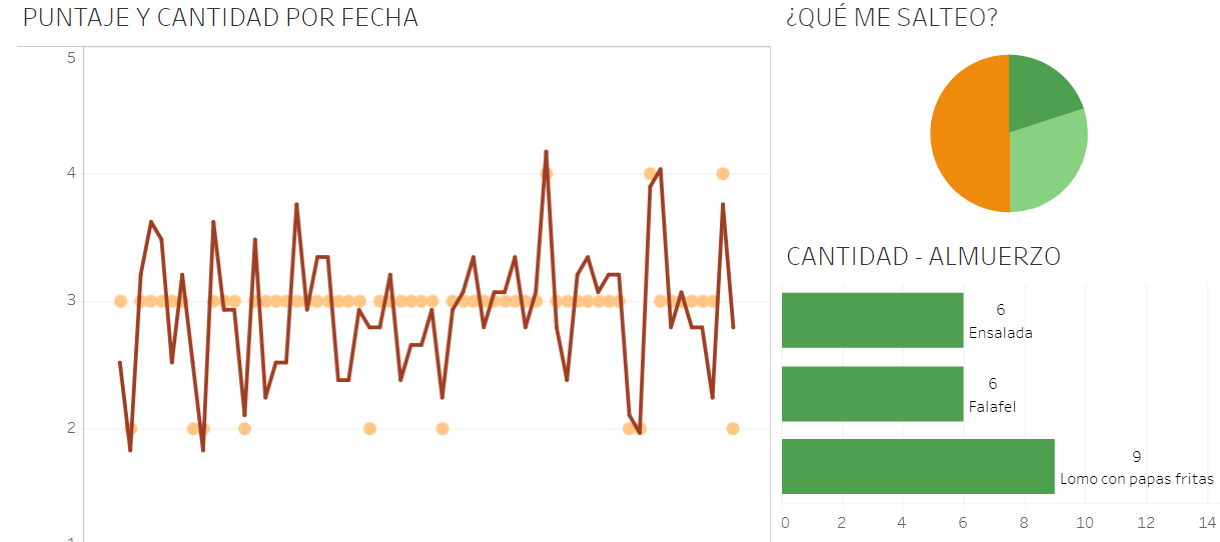 PUNTAJE Y CANTIDAD POR FECHA
5
4
3
2
¿QUÉ ME SALTEO?
CANTIDAD - ALMUERZO
6
Ensalada
6
Falafel
9
Lomo con papas fritas
0 2 4 6 8 10 12 14